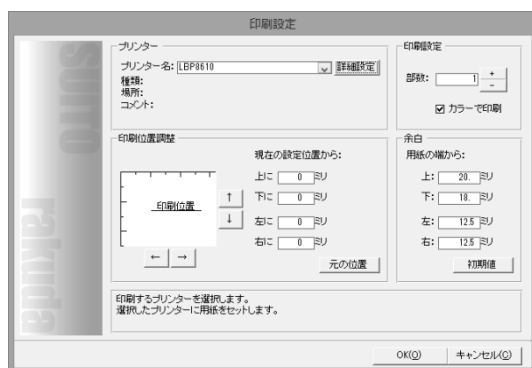 印刷設定
SUITO
rakuda
プリンター
プリンター名: LBP8610
詳細設定
種類:
場所:
コメント:
印刷設定
部数: 1
+
-
カラーで印刷
印刷位置調整
現在の設定位置から:
印刷位置
↑
↓
←
→
上に 0 ミリ
下に 0 ミリ
左に 0 ミリ
右に 0 ミリ
元の位置
余白
用紙の端から:
上: 20. ミリ
下: 18. ミリ
左: 12.5 ミリ
右: 12.5 ミリ
初期値
印刷するプリンターを選択します。
選択したプリンターに用紙をセットします。
OK(O)
キャンセル(C)